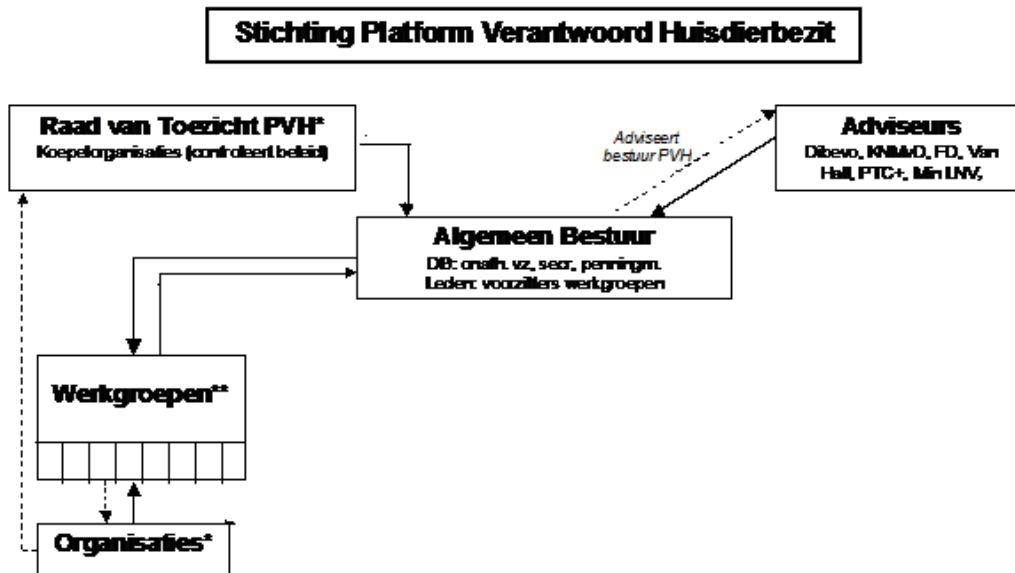 Stichting Platform Verantwoord Huisdierbezit
Raad van Toezicht PVH*
Koepelorganisaties (controleert beleid)
Adviseert
bestuur PVH
Adviseurs
Dibevo, KNMvD, FD, Van
Hall, PTC+, Min LNV,
Algemeen Bestuur
DB: onafh. vz, secr, penningm.
Leden: voorzitters werkgroepen
Werkgroepen**
Organisaties*